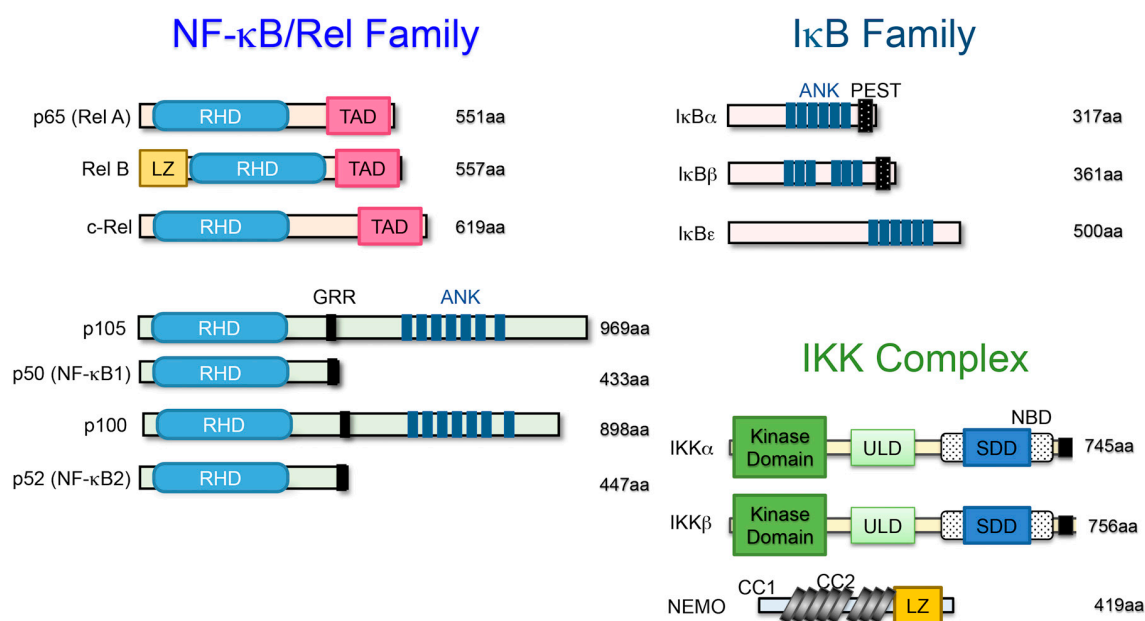 NF-κB/Rel Family
p65 (Rel A) RHD TAD 551aa
Rel B LZ RHD TAD 557aa
c-Rel RHD TAD 619aa
GRR ANK
p105 RHD 969aa
p50 (NF-κB1) RHD 433aa
p100 RHD 898aa
p52 (NF-κB2) RHD 447aa
IκB Family
ANK PEST
IκBα 317aa
IκBβ 361aa
IκBε 500aa
IKK Complex
NBD
IKKα Kinase Domain ULD SDD 745aa
IKKβ Kinase Domain ULD SDD 756aa
CC1 CC2
NEMO LZ 419aa